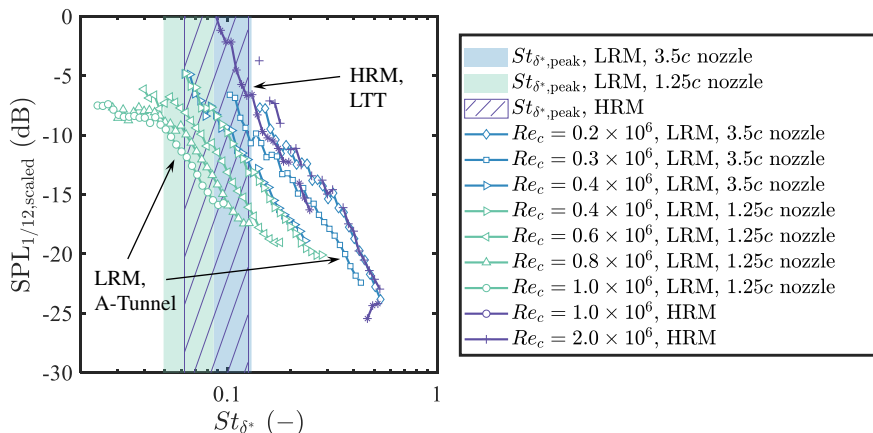 0
-5
-10
-15
-20
-25
-30
SPL1/12,scaled (dB)
0.1
1
Stδ* (−)
HRM,
LTT
LRM,
A-Tunnel
Stδ*,peak, LRM, 3.5c nozzle
Stδ*,peak, LRM, 1.25c nozzle
Stδ*,peak, HRM
Rec = 0.2 × 10^6, LRM, 3.5c nozzle
Rec = 0.3 × 10^6, LRM, 3.5c nozzle
Rec = 0.4 × 10^6, LRM, 3.5c nozzle
Rec = 0.4 × 10^6, LRM, 1.25c nozzle
Rec = 0.6 × 10^6, LRM, 1.25c nozzle
Rec = 0.8 × 10^6, LRM, 1.25c nozzle
Rec = 1.0 × 10^6, LRM, 1.25c nozzle
Rec = 1.0 × 10^6, HRM
Rec = 2.0 × 10^6, HRM